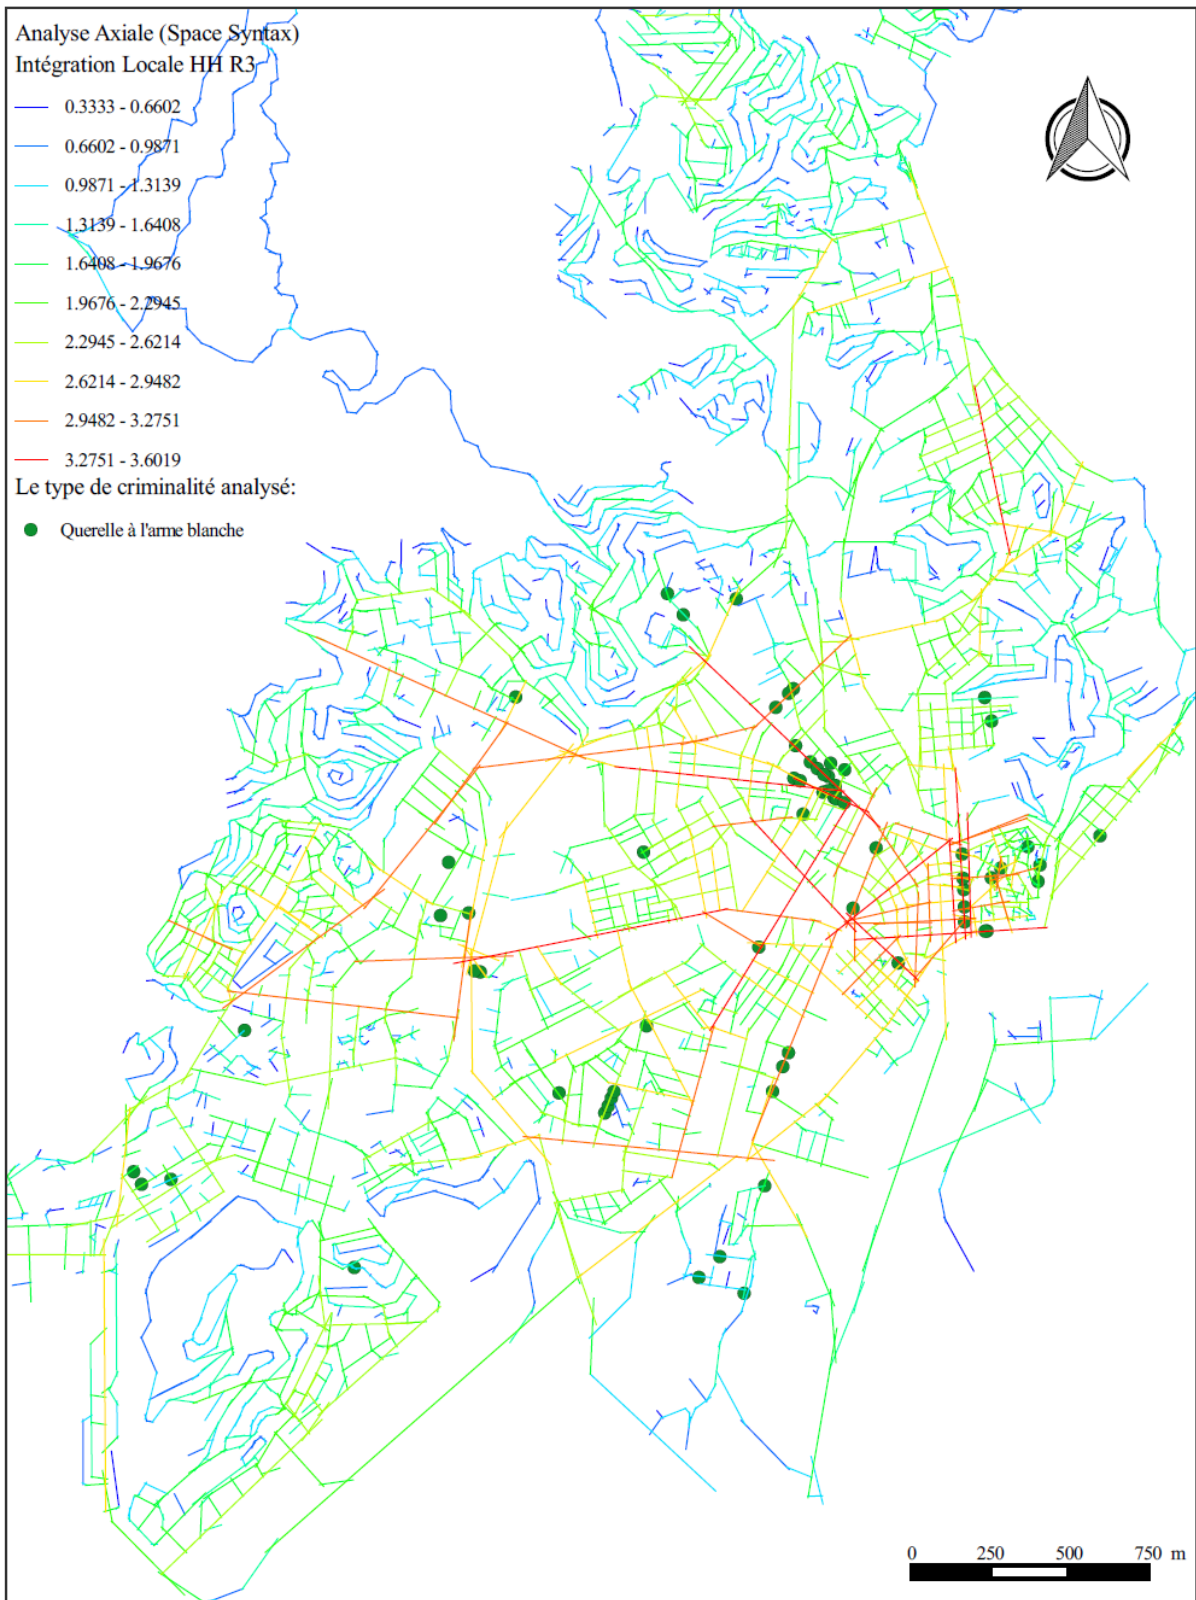 Analyse Axiale (Space Syntax)
Intégration Locale HH R3
0.3333 - 0.6602
0.6602 - 0.9871
0.9871 - 1.3139
1.3139 - 1.6408
1.6408 - 1.9676
1.9676 - 2.2945
2.2945 - 2.6214
2.6214 - 2.9482
2.9482 - 3.2751
3.2751 - 3.6019
Le type de criminalité analysé:
Querelle à l'arme blanche
0 250 500 750 m